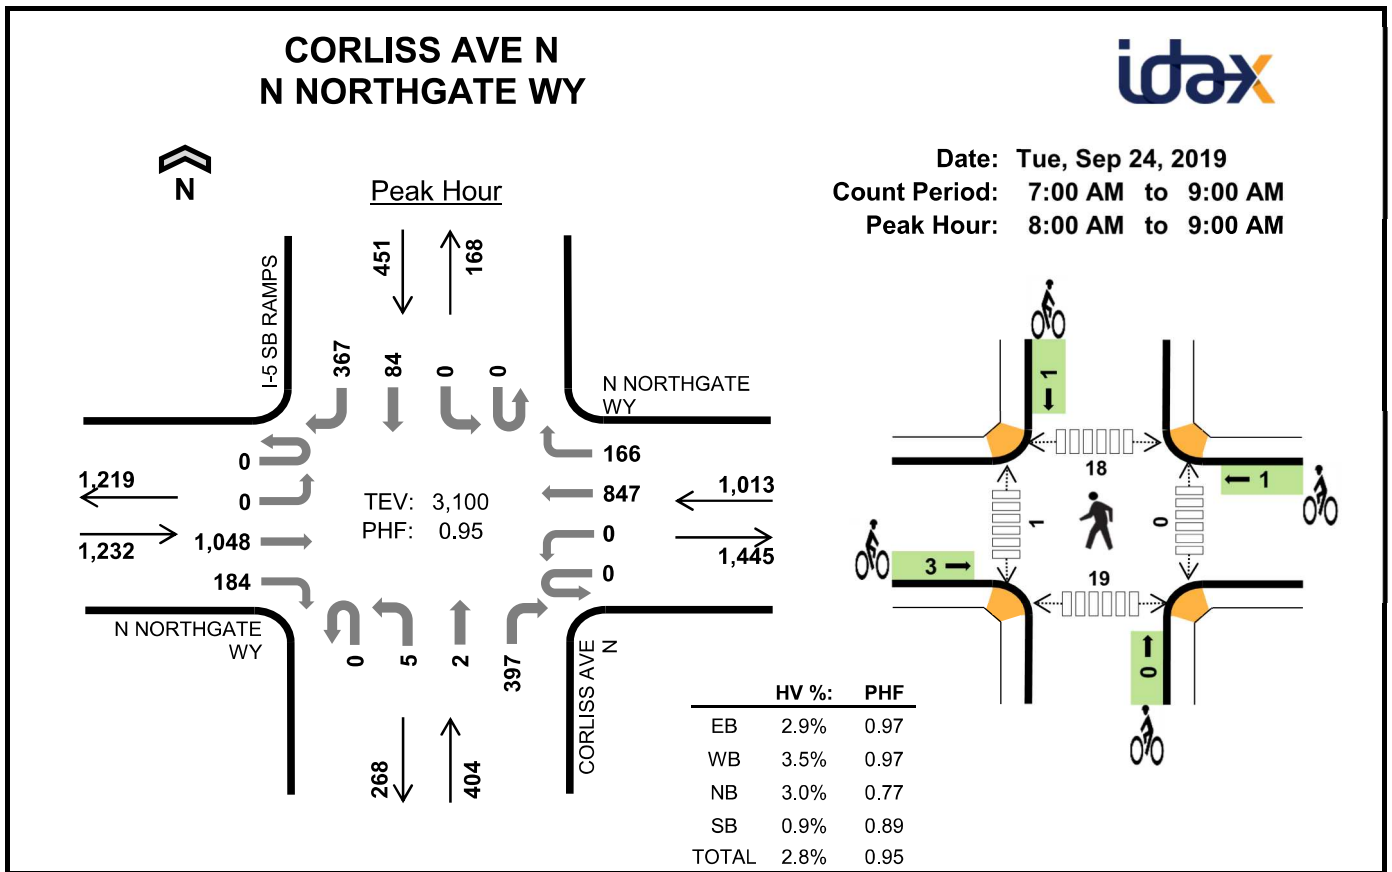 CORLISS AVE N
N NORTHGATE WY
idax
Date: Tue, Sep 24, 2019
Count Period: 7:00 AM to 9:00 AM
Peak Hour: 8:00 AM to 9:00 AM
N
Peak Hour
451
168
I-5 SB RAMPS
367
84
0
0
N NORTHGATE
WY
0
166
1,219
0
TEV: 3,100
847
1,013
PHF: 0.95
1,232
1,048
0
1,445
184
0
N NORTHGATE
WY
0
5
2
397
CORLISS AVE
N
268
404
1
18
1
1
0
3
19
0
HV %: PHF
EB 2.9% 0.97
WB 3.5% 0.97
NB 3.0% 0.77
SB 0.9% 0.89
TOTAL 2.8% 0.95